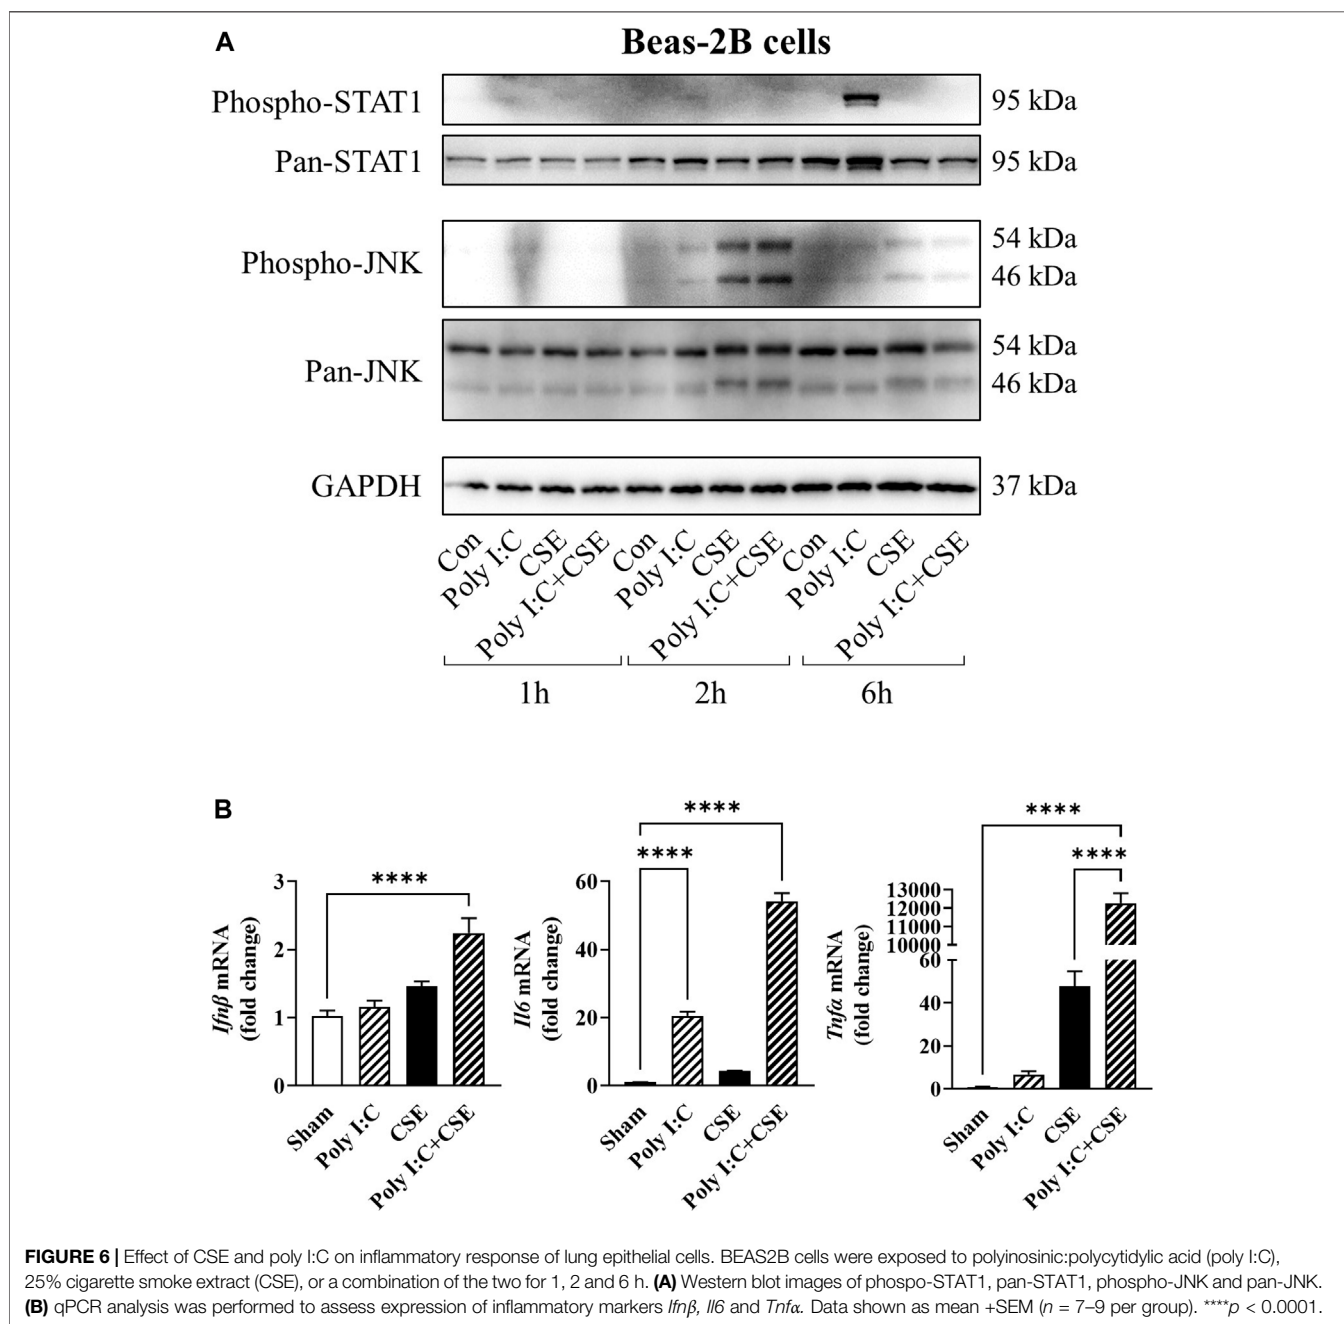 A
Beas-2B cells
Phospho-STAT1
95 kDa
Pan-STAT1
95 kDa
Phospho-JNK
54 kDa
46 kDa
Pan-JNK
54 kDa
46 kDa
GAPDH
37 kDa
Con
Poly I:C
CSE
Poly I:C+CSE
Con
Poly I:C
CSE
Poly I:C+CSE
Con
Poly I:C
CSE
Poly I:C+CSE
1h
2h
6h
B
Ifnβ mRNA
(fold change)
3
2
1
0
****
Sham
Poly I:C
CSE
Poly I:C+CSE
Il6 mRNA
(fold change)
60
40
20
0
****
****
Sham
Poly I:C
CSE
Poly I:C+CSE
Tnfα mRNA
(fold change)
13000
12000
11000
10000
60
40
20
0
****
****
Sham
Poly I:C
CSE
Poly I:C+CSE
FIGURE 6 | Effect of CSE and poly I:C on inflammatory response of lung epithelial cells. BEAS2B cells were exposed to polyinosinic:polycytidylic acid (poly I:C),
25% cigarette smoke extract (CSE), or a combination of the two for 1, 2 and 6 h. (A) Western blot images of phospo-STAT1, pan-STAT1, phospho-JNK and pan-JNK.
(B) qPCR analysis was performed to assess expression of inflammatory markers Ifnβ, Il6 and Tnfα. Data shown as mean +SEM (n = 7–9 per group). ****p < 0.0001.